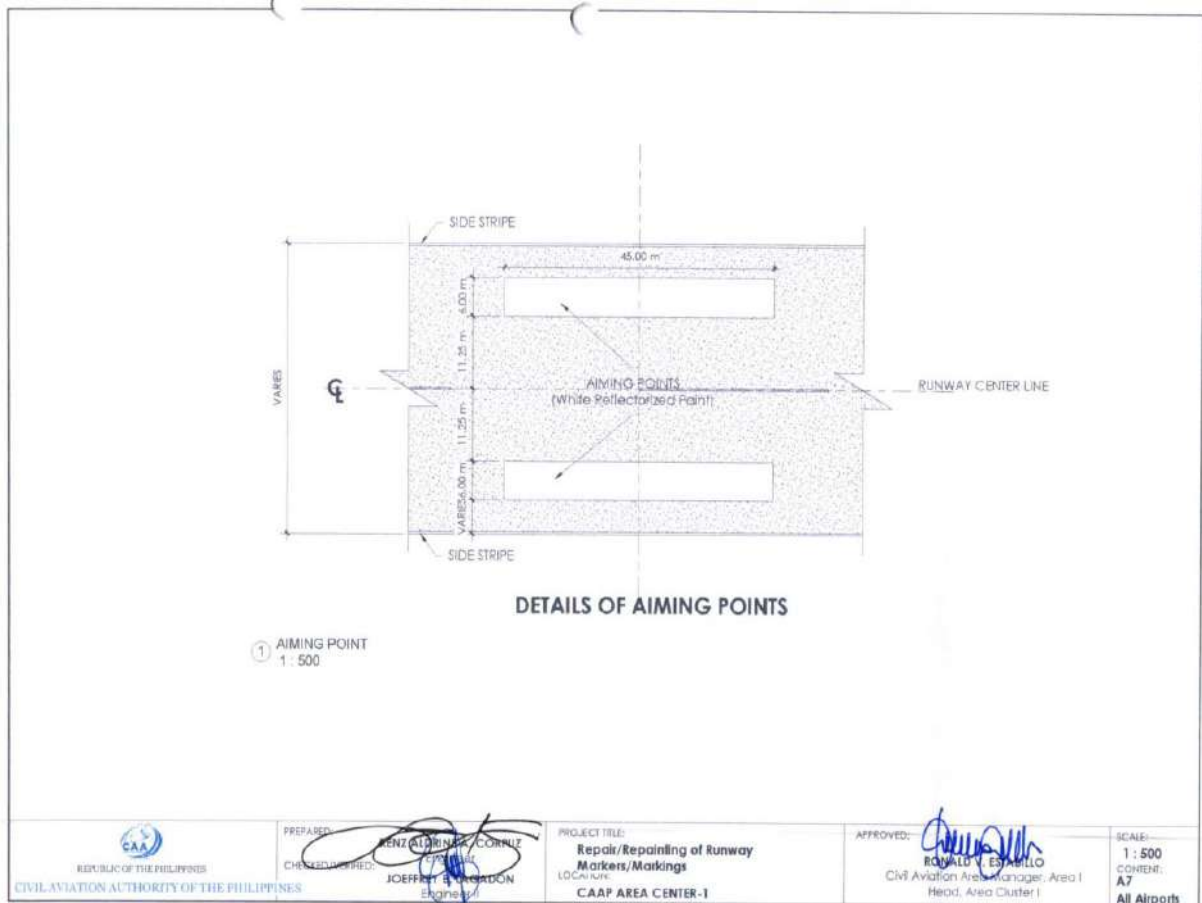 SIDE STRIPE
45.00 m
6.00 m
11.25 m
VARIES
℄
AIMING POINTS
(White Reflectorized Paint)
RUNWAY CENTER LINE
11.25 m
6.00 m
VARIES
SIDE STRIPE
DETAILS OF AIMING POINTS
1 AIMING POINT
1 : 500
CAA
REPUBLIC OF THE PHILIPPINES
CIVIL AVIATION AUTHORITY OF THE PHILIPPINES
PREPARED:
CORPUZ
CHECKED/VERIFIED:
JOEFFREY
Engineer
PROJECT TITLE:
Repair/Repainting of Runway
Markers/Markings
LOCATION:
CAAP AREA CENTER-1
APPROVED:
RONALD V. ESTABILLO
Civil Aviation Area Manager, Area I
Head, Area Cluster I
SCALE:
1 : 500
CONTENT:
A7
All Airports